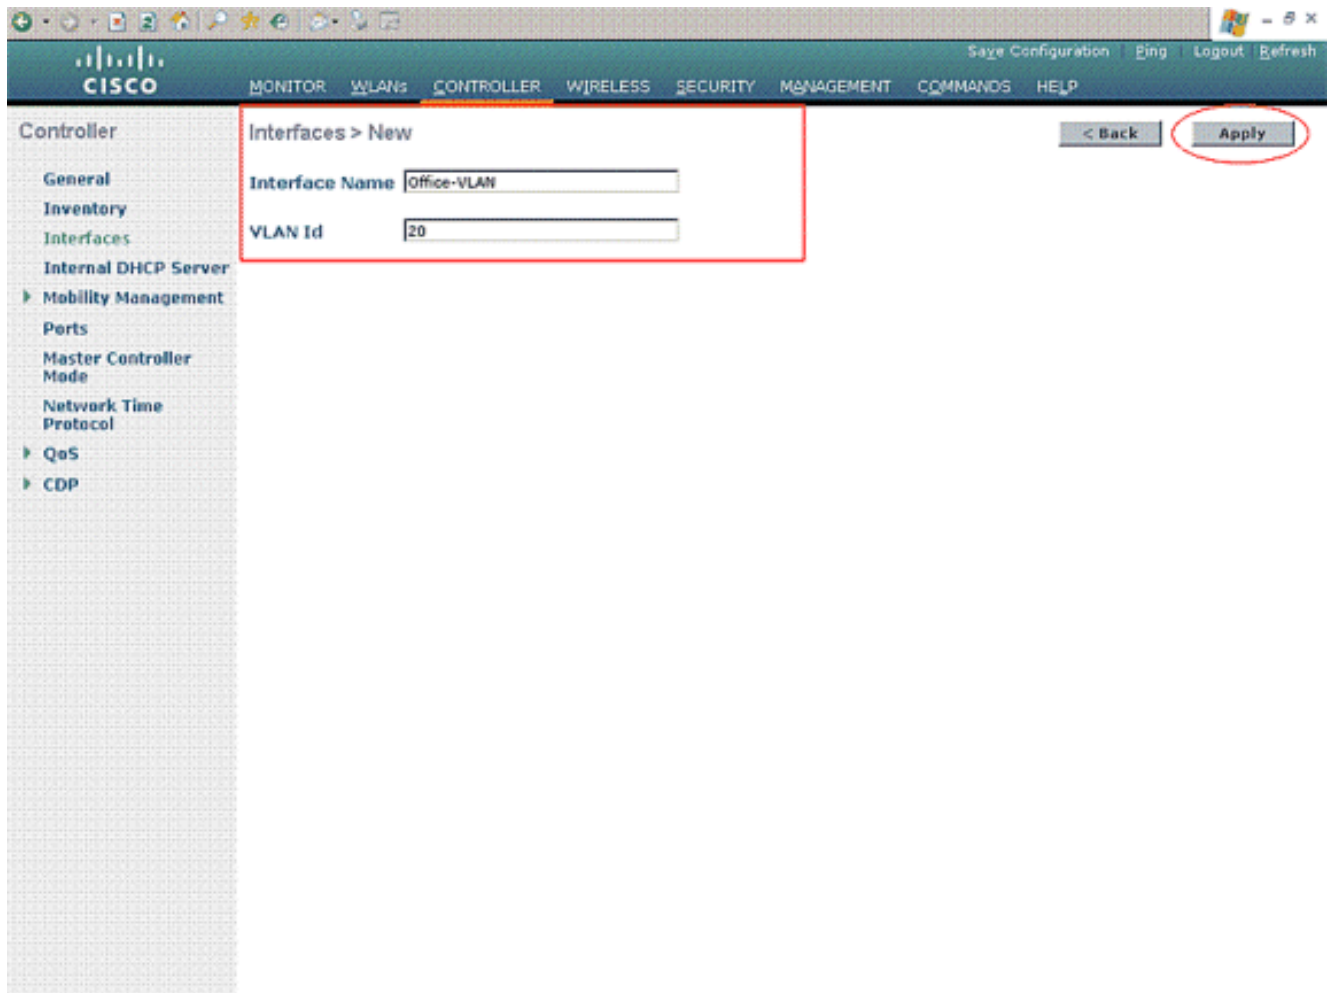 Save Configuration Ping Logout Refresh
CISCO
MONITOR WLANs CONTROLLER WIRELESS SECURITY MANAGEMENT COMMANDS HELP
Controller
General
Inventory
Interfaces
Internal DHCP Server
Mobility Management
Ports
Master Controller
Mode
Network Time
Protocol
QoS
CDP
Interfaces > New
< Back
Apply
Interface Name Office-VLAN
VLAN Id 20